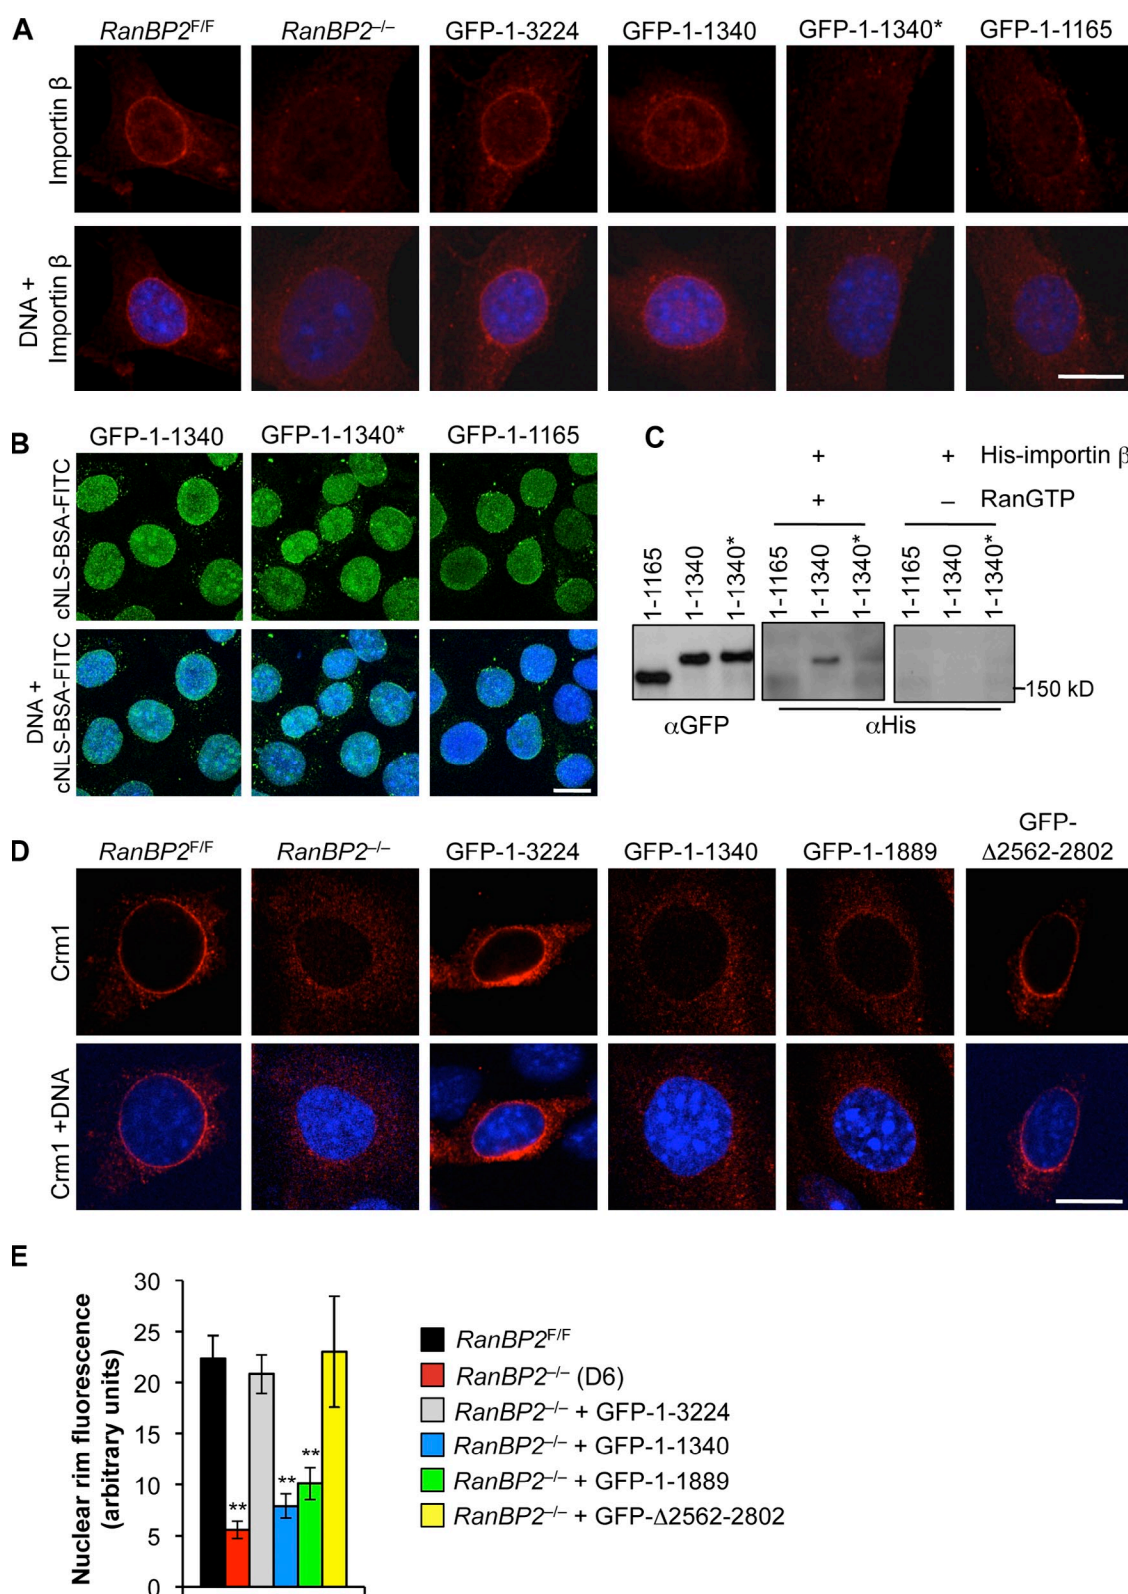 A
RanBP2F/F RanBP2–/– GFP-1-3224 GFP-1-1340 GFP-1-1340* GFP-1-1165
Importin β
DNA +
Importin β
B
GFP-1-1340 GFP-1-1340* GFP-1-1165
cNLS-BSA-FITC
DNA +
cNLS-BSA-FITC
C
+ + His-importin β
+ – RanGTP
1-1165 1-1340 1-1340* 1-1165 1-1340 1-1340* 1-1165 1-1340 1-1340*
150 kD
αGFP αHis
D
RanBP2F/F RanBP2–/– GFP-1-3224 GFP-1-1340 GFP-1-1889 GFP-
Δ2562-2802
Crm1
Crm1 +DNA
E
Nuclear rim fluorescence
(arbitrary units)
30
25
20
15
10
5
0
** ** **
RanBP2F/F
RanBP2–/– (D6)
RanBP2–/– + GFP-1-3224
RanBP2–/– + GFP-1-1340
RanBP2–/– + GFP-1-1889
RanBP2–/– + GFP-Δ2562-2802